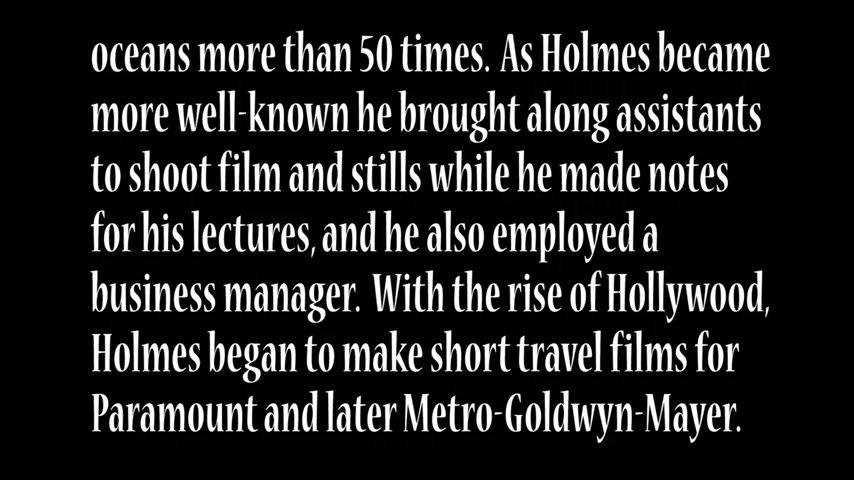 oceans more than 50 times.  As Holmes became
more well-known he brought along assistants
to shoot film and stills while he made notes
for his lectures, and he also employed a
business manager.  With the rise of Hollywood,
Holmes began to make short travel films for
Paramount and later Metro-Goldwyn-Mayer.